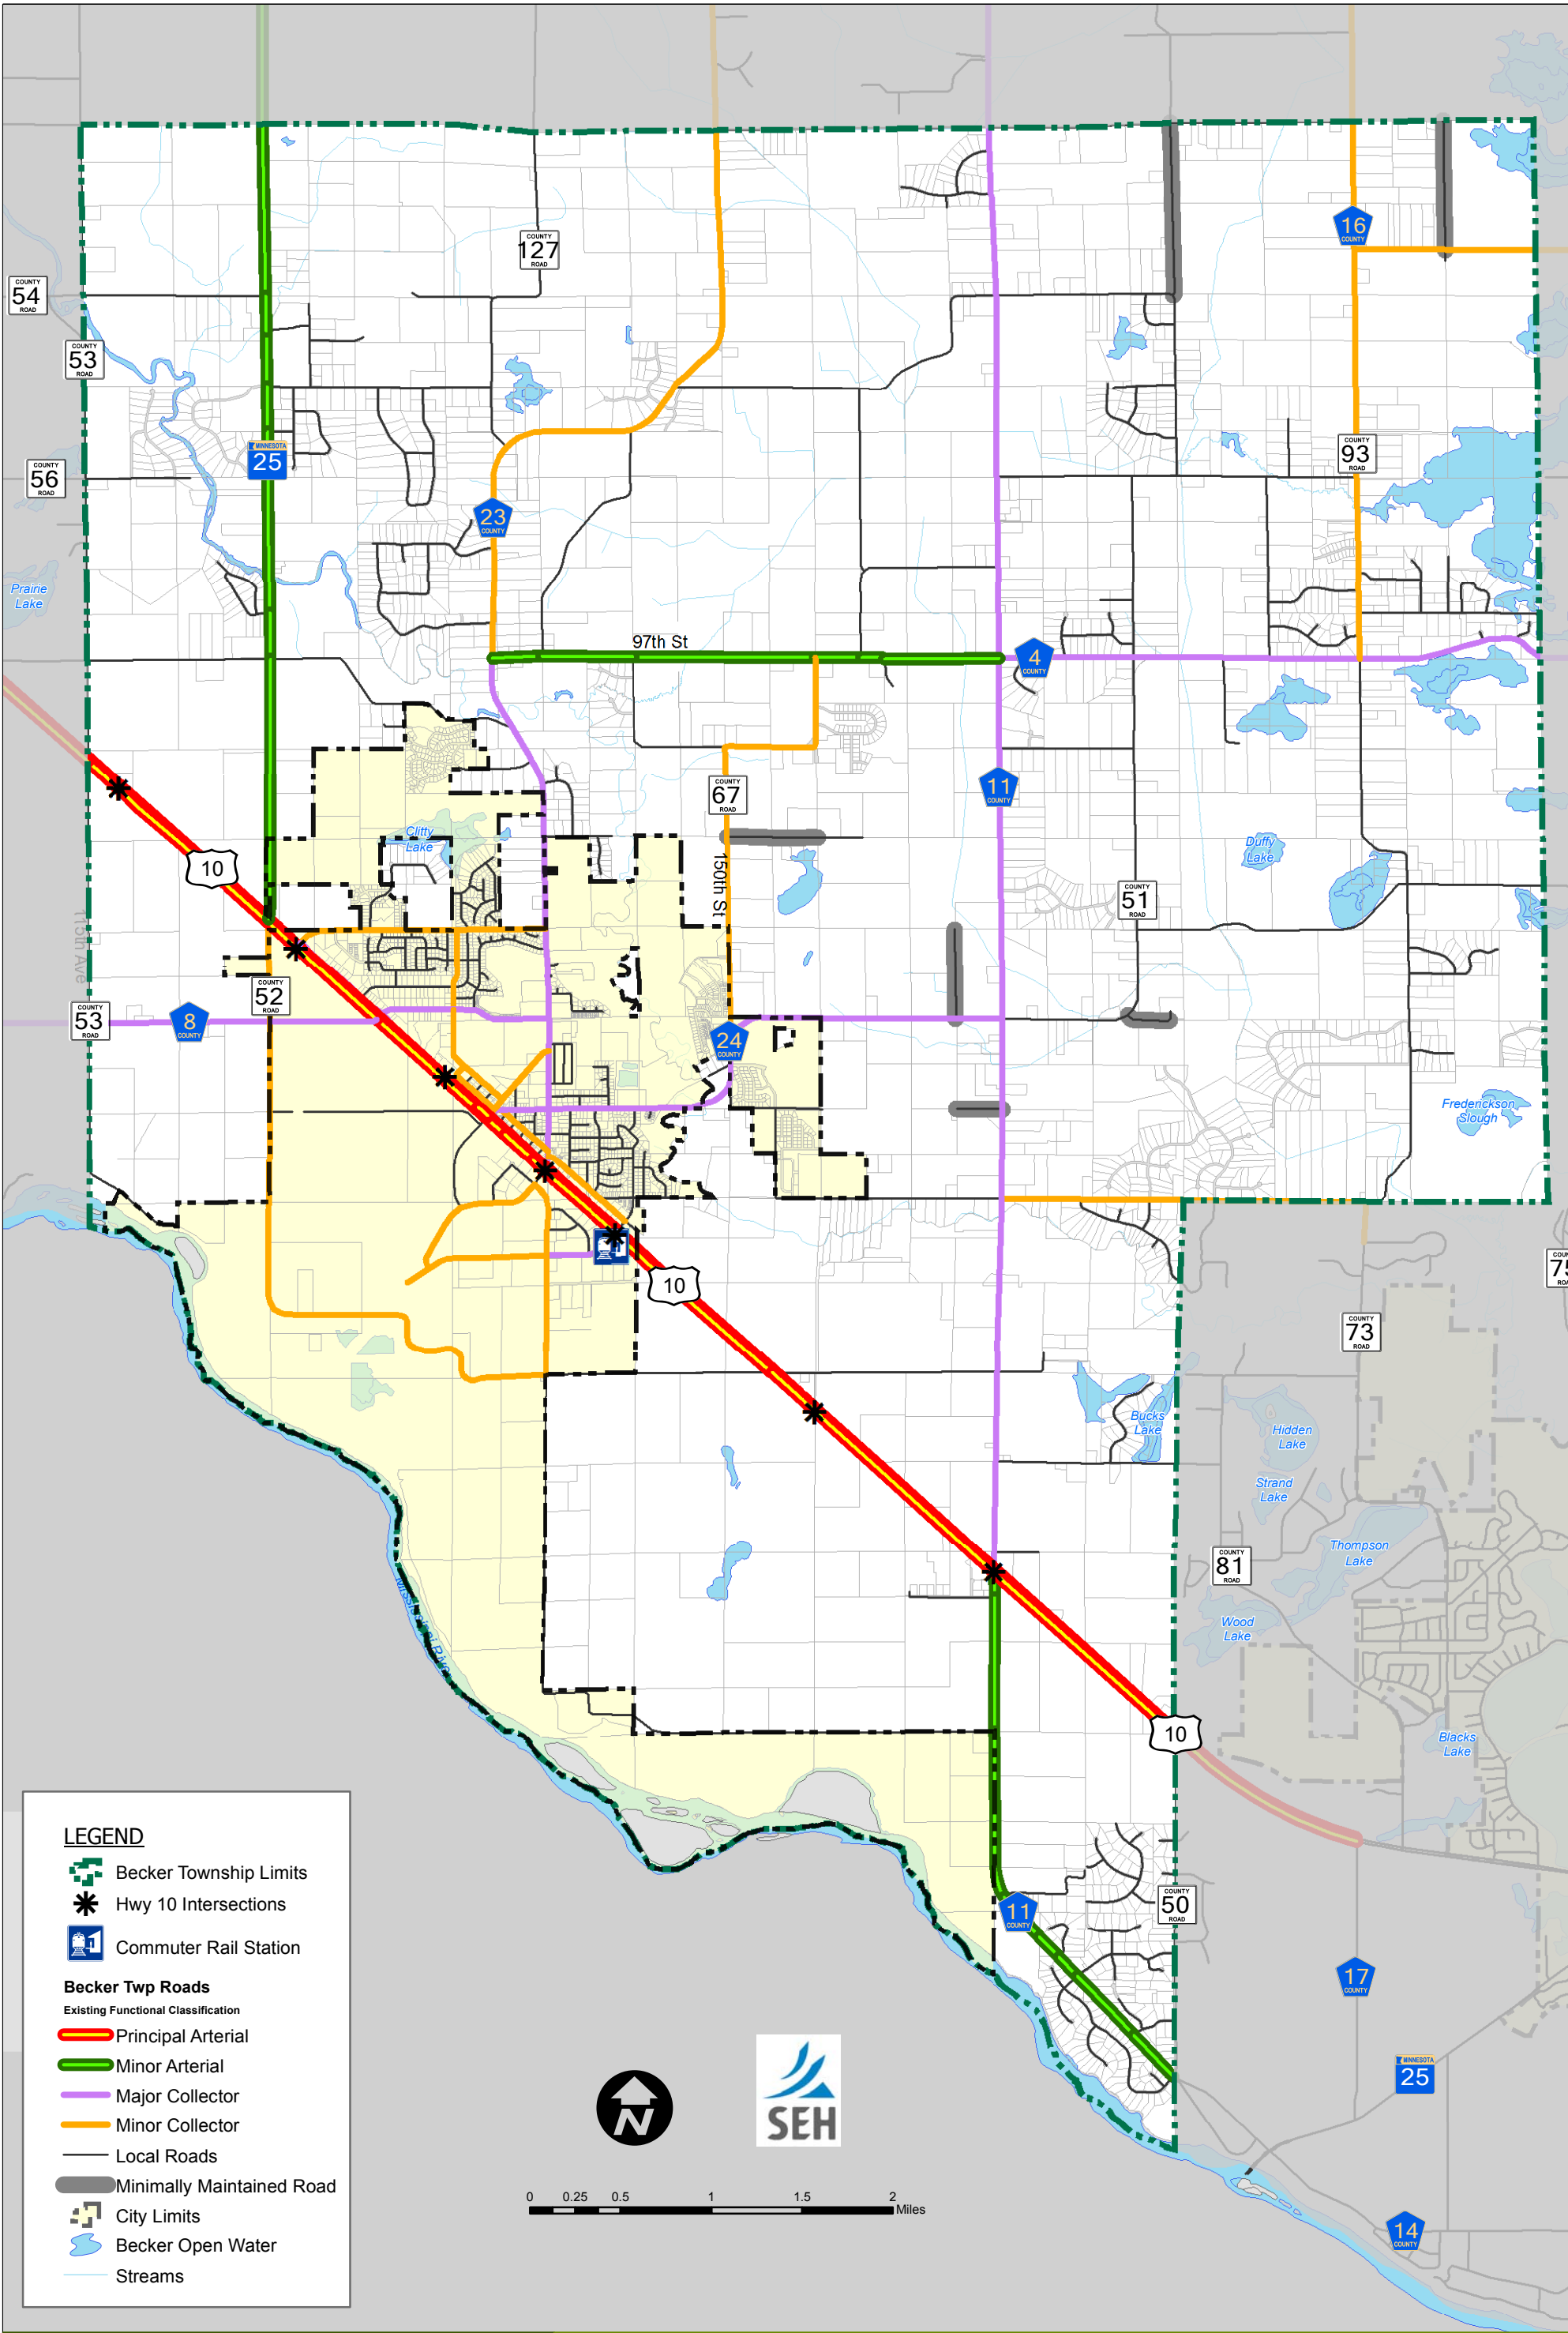 COUNTY
127
ROAD
16
COUNTY
COUNTY
54
ROAD
COUNTY
53
ROAD
MINNESOTA
25
COUNTY
93
ROAD
COUNTY
56
ROAD
23
COUNTY
Prairie
Lake
97th St
4
COUNTY
COUNTY
67
ROAD
11
COUNTY
Clitty
Lake
10
Duffy
Lake
150th St
COUNTY
51
ROAD
115th Ave
COUNTY
52
ROAD
COUNTY
53
ROAD
8
COUNTY
24
COUNTY
Frederickson
Slough
10
COUNTY
73
ROAD
Bucks
Lake
Hidden
Lake
Strand
Lake
Thompson
Lake
COUNTY
81
ROAD
Mississippi River
Wood
Lake
10
Blacks
Lake
LEGEND
Becker Township Limits
Hwy 10 Intersections
Commuter Rail Station
Becker Twp Roads
Existing Functional Classification
Principal Arterial
Minor Arterial
Major Collector
Minor Collector
Local Roads
Minimally Maintained Road
City Limits
Becker Open Water
Streams
COUNTY
50
ROAD
11
COUNTY
17
COUNTY
MINNESOTA
25
N
SEH
0 0.25 0.5 1 1.5 2
Miles
14
COUNTY